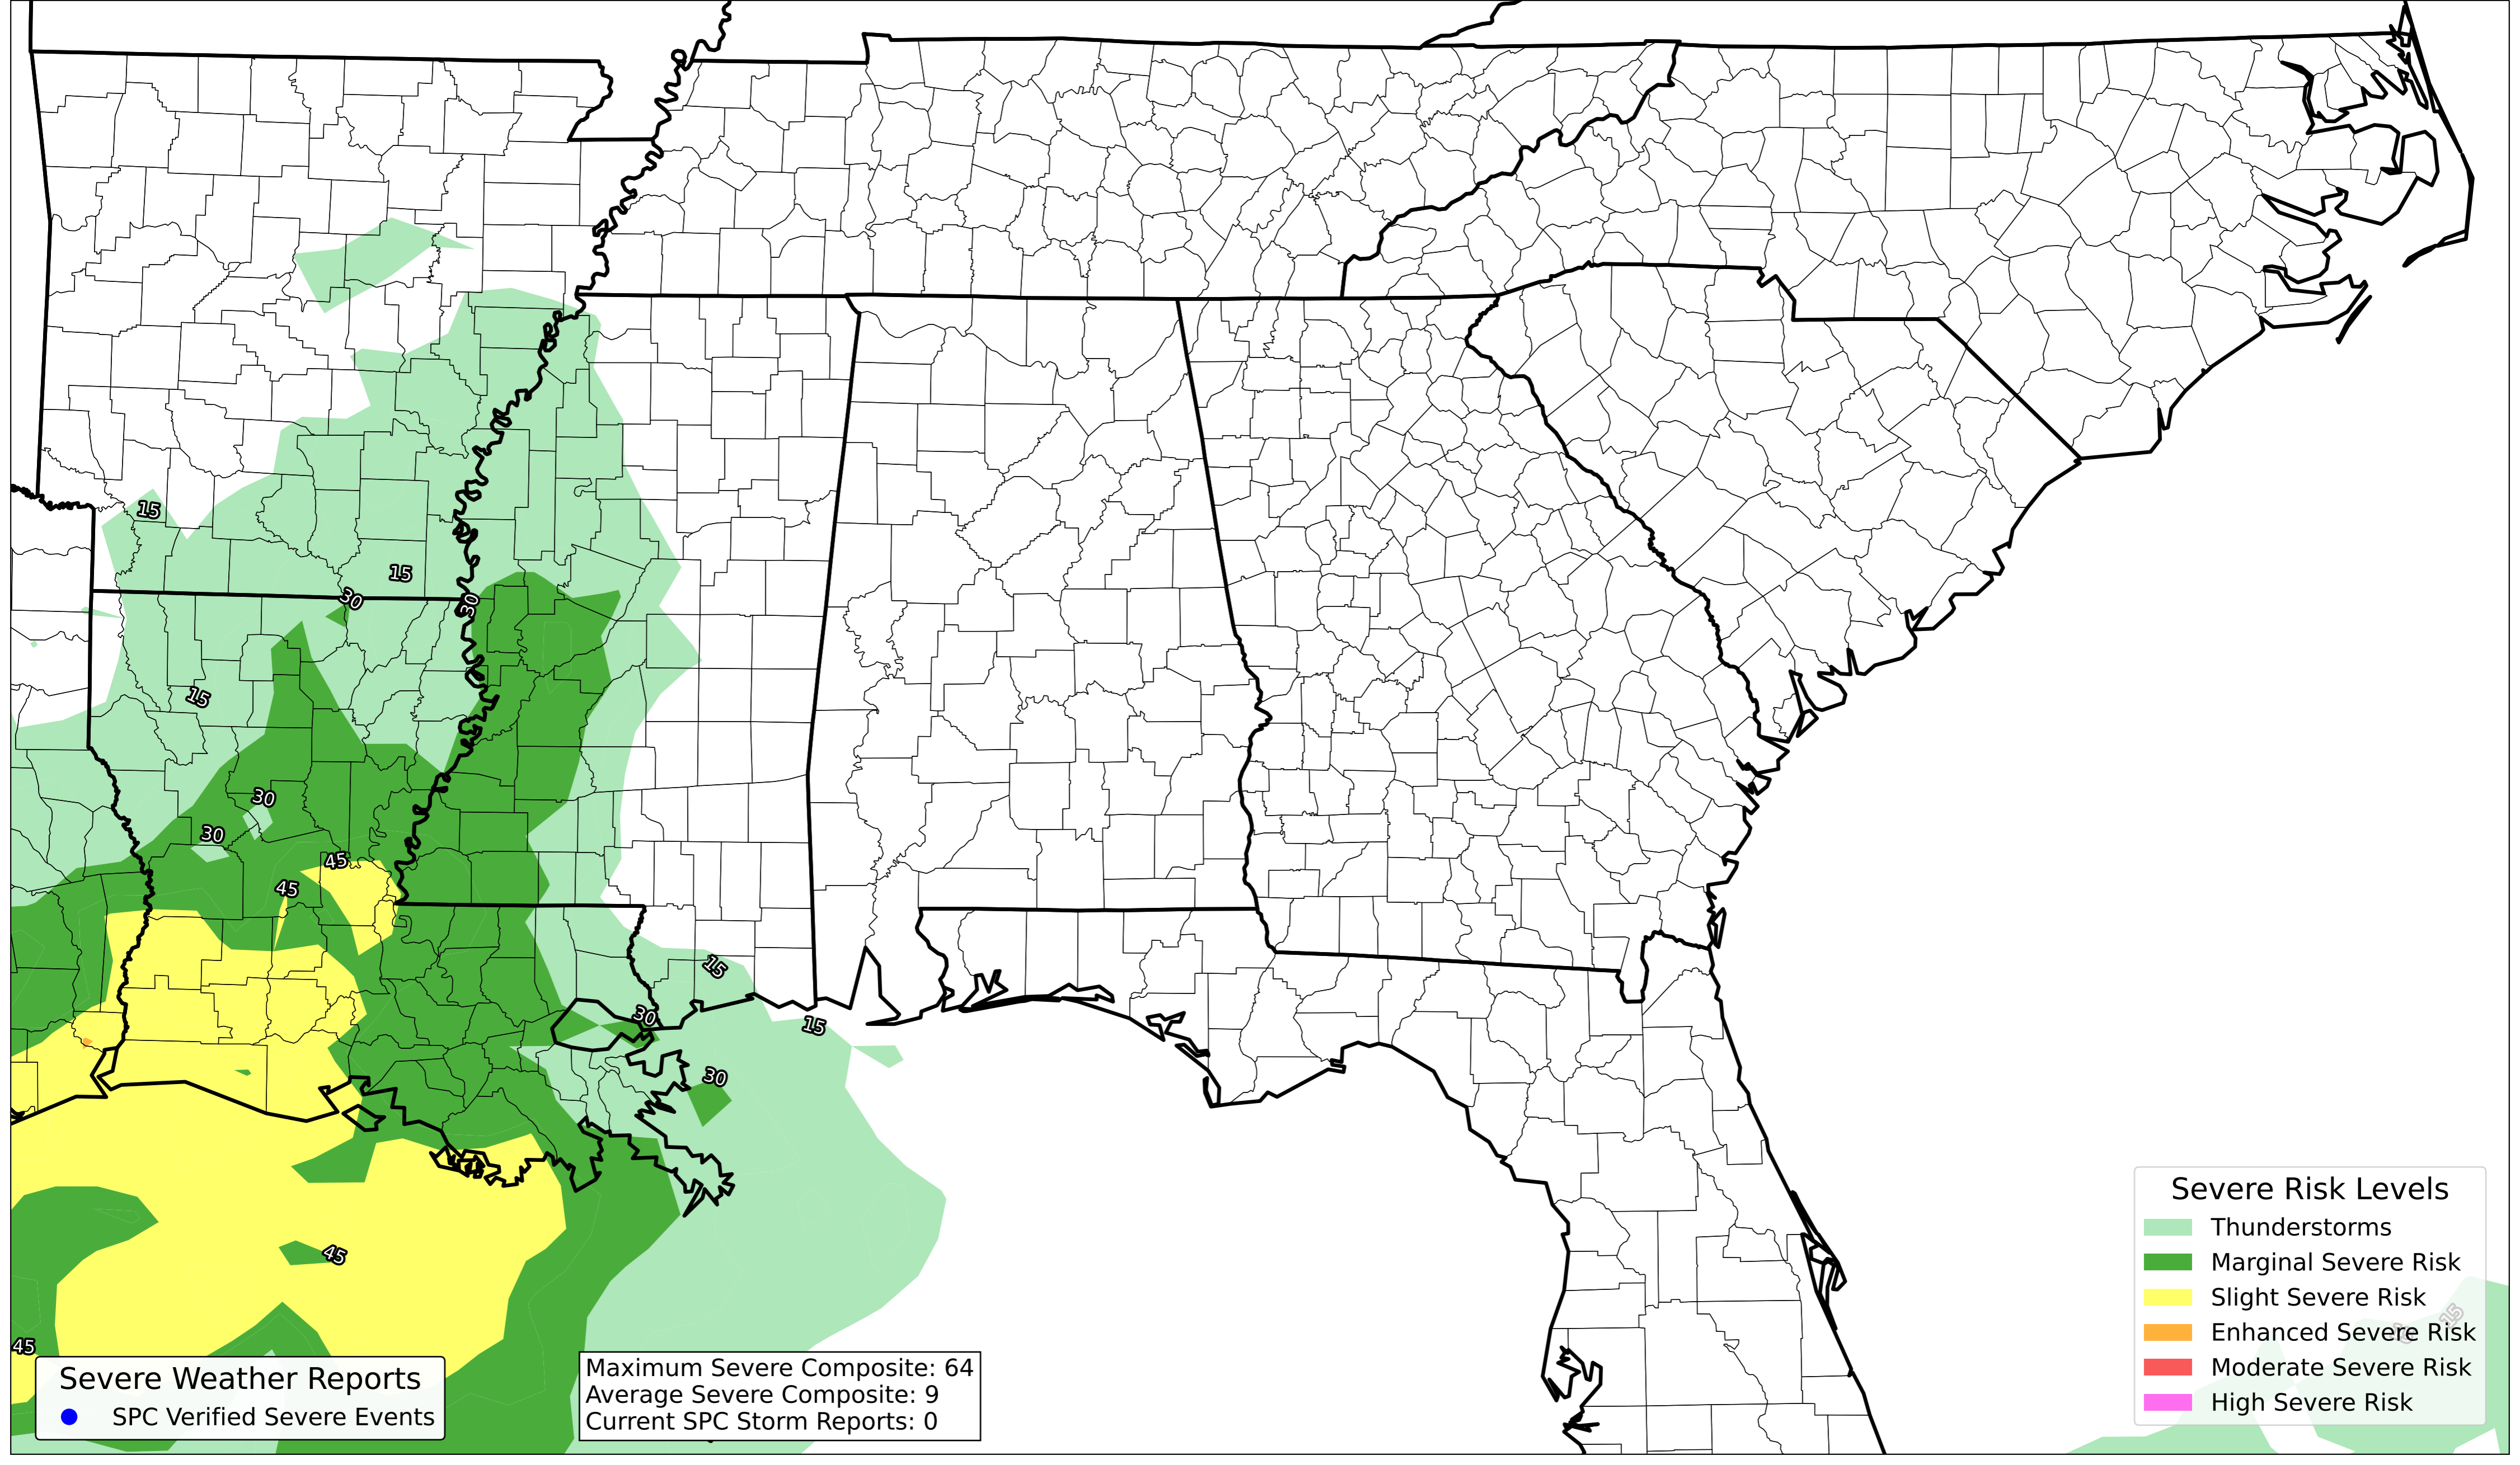 15
15
30
30
15
30
30
45
45
15
30
15
30
45
45
15
Severe Risk Levels
Thunderstorms
Marginal Severe Risk
Slight Severe Risk
Enhanced Severe Risk
Moderate Severe Risk
High Severe Risk
Severe Weather Reports
SPC Verified Severe Events
Maximum Severe Composite: 64
Average Severe Composite: 9
Current SPC Storm Reports: 0